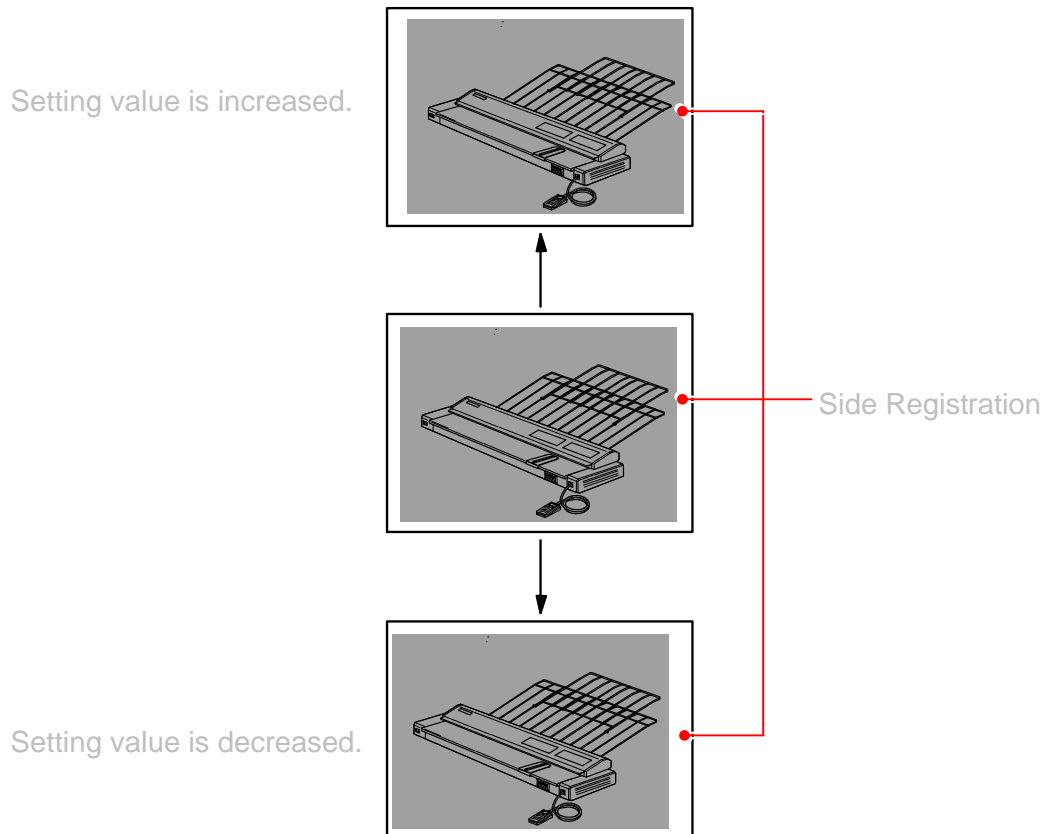 Setting value is increased.
Side Registration
Setting value is decreased.